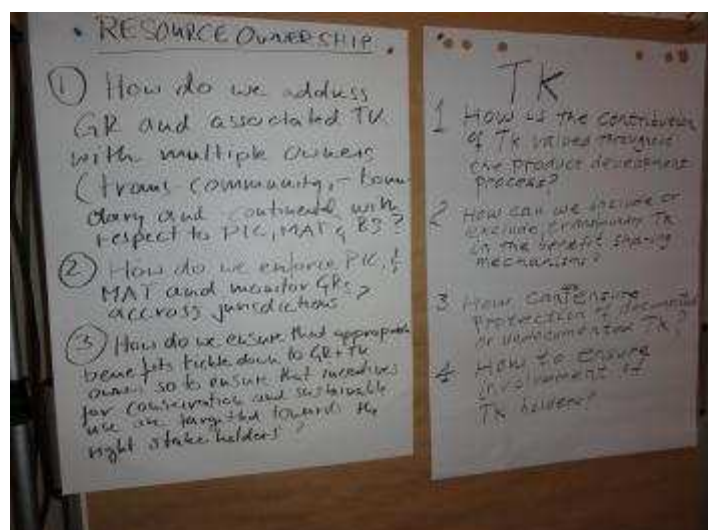 • RESOURCE OWNERSHIP •
① How do we address
GR and associated TK
with multiple owners
(trans community, - boun
dary and continental with
respect to PIC, MAT & BS?
② How do we enforce PIC, &
MAT and monitor GRs
accross jurisdictions?
③ How do we ensure that appropriate
benefits tickle down to GR+TK
owners so to ensure that incentives
for conservation and sustainable
use are targeted towards the
right stakeholders?
TK
1 How is the contribution
of TK valued throughout
the product development
process?
2 How can we include or
exclude TK
in the benefit sharing
mechanisms?
3 How can ensure
protection of documented
or undocumented TK?
4 How to ensure
involvement of
TK holders?